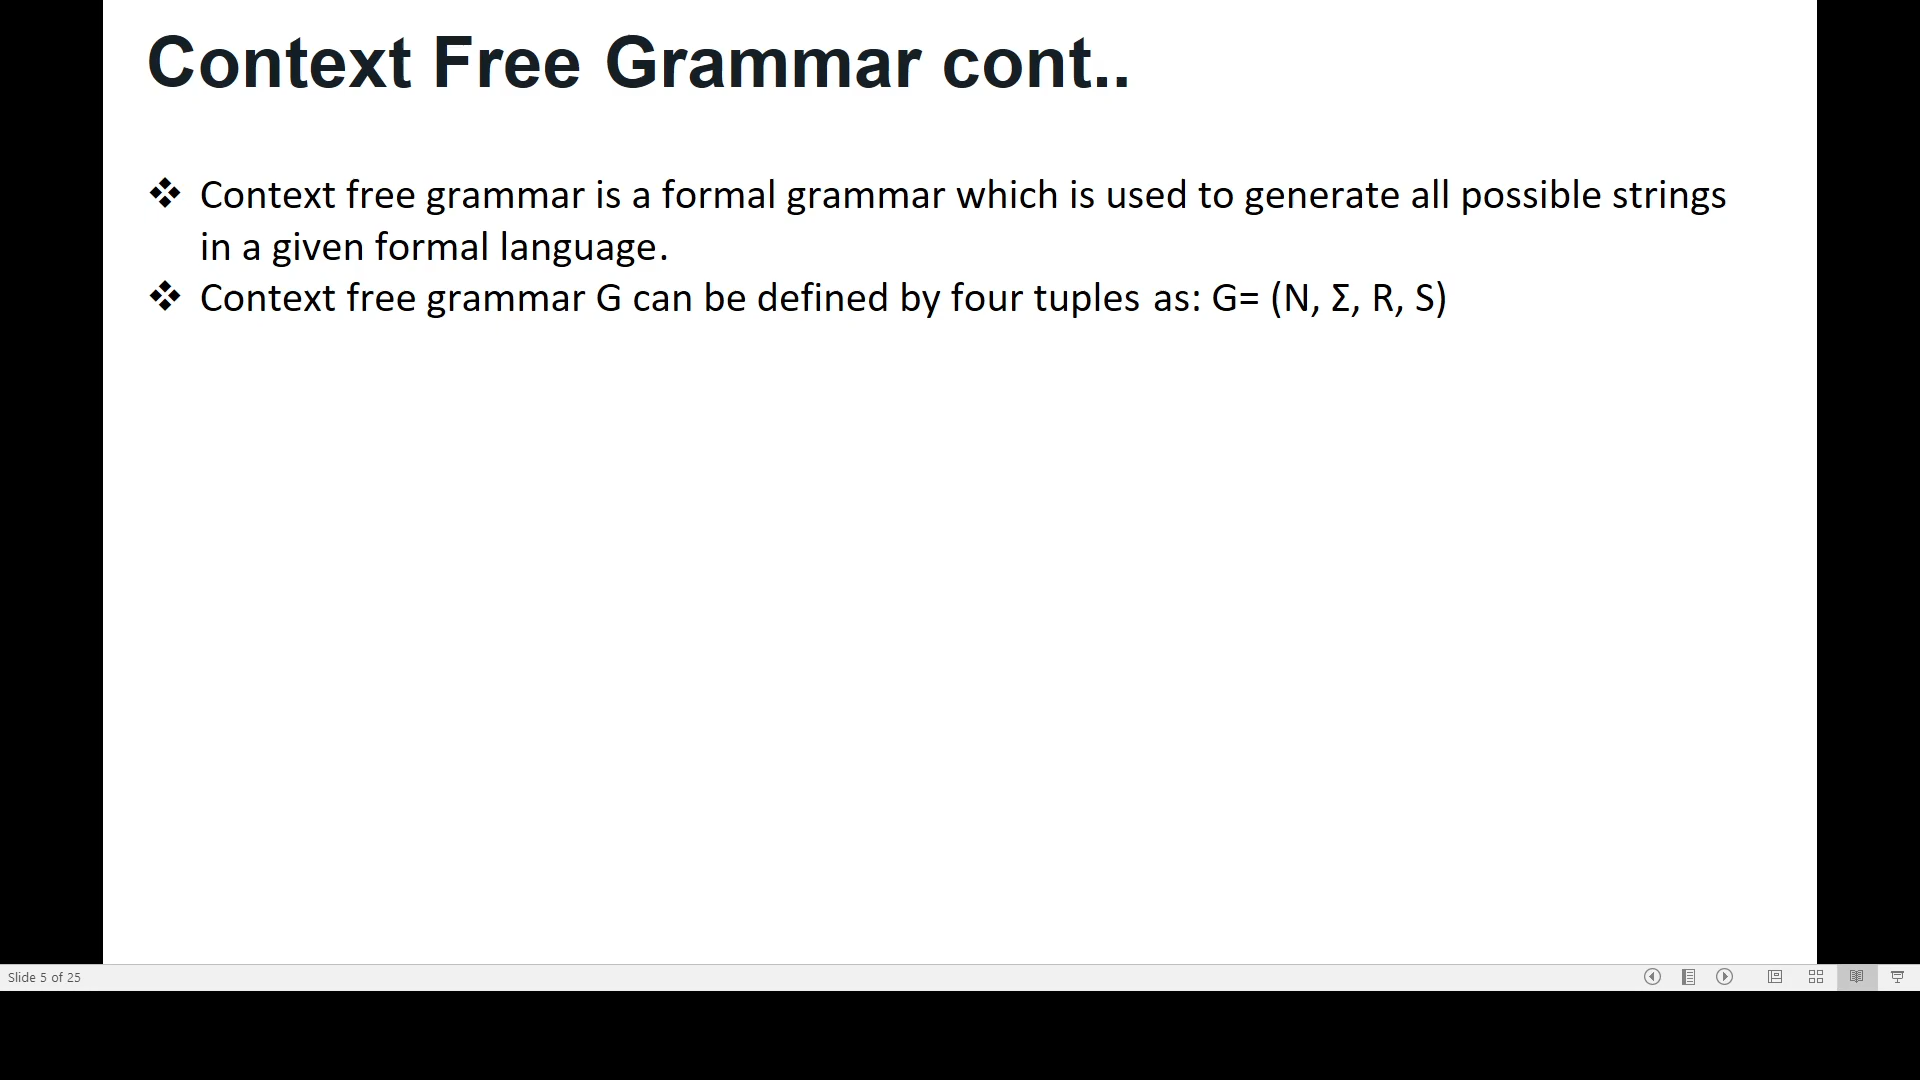 Context Free Grammar cont..
❖ Context free grammar is a formal grammar which is used to generate all possible strings
in a given formal language.
❖ Context free grammar G can be defined by four tuples as: G= (N, Σ, R, S)
Slide 5 of 25